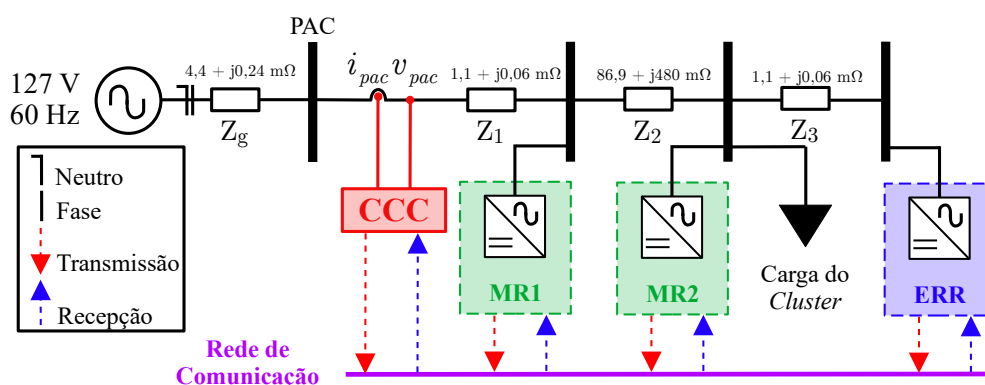 PAC
127 V
60 Hz
4,4 + j0,24 mΩ
Zg
ipac vpac
1,1 + j0,06 mΩ
Z1
86,9 + j480 mΩ
Z2
1,1 + j0,06 mΩ
Z3
Neutro
Fase
Transmissão
Recepção
CCC
MR1
MR2
Carga do
Cluster
ERR
Rede de
Comunicação